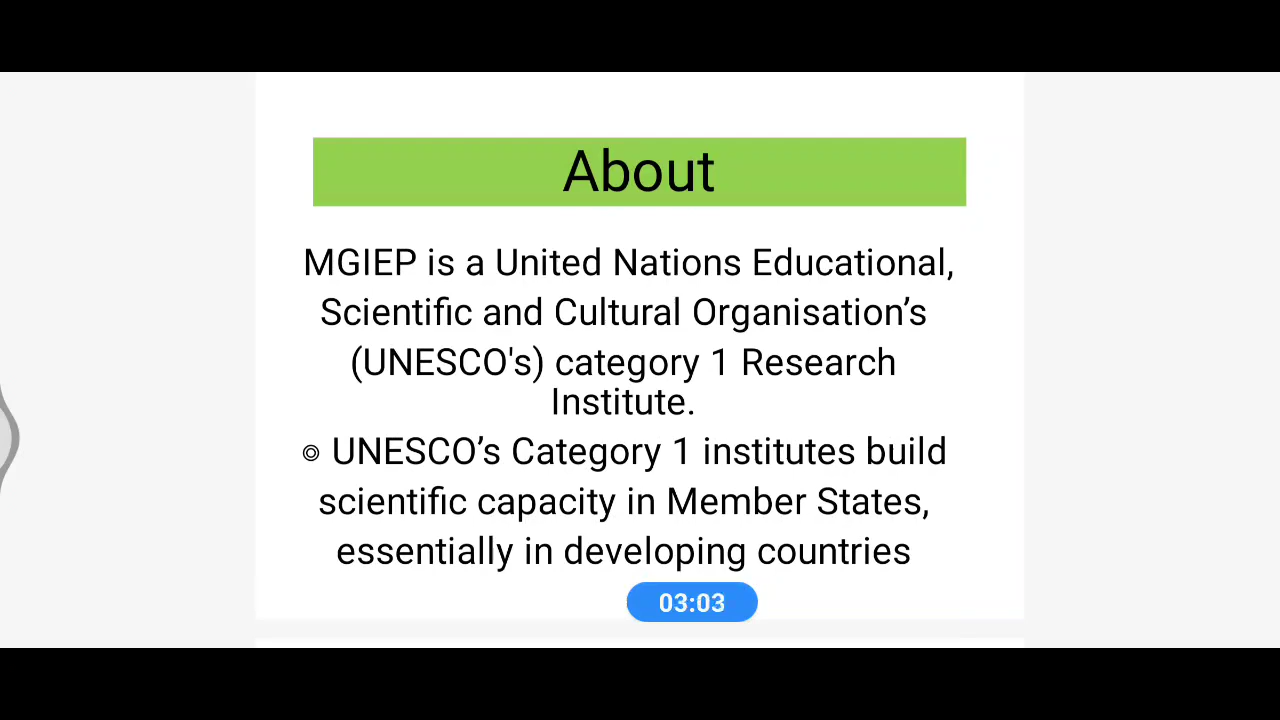 About
MGIEP is a United Nations Educational,
Scientific and Cultural Organisation’s
(UNESCO's) category 1 Research
Institute.
◎ UNESCO’s Category 1 institutes build
scientific capacity in Member States,
essentially in developing countries
03:03